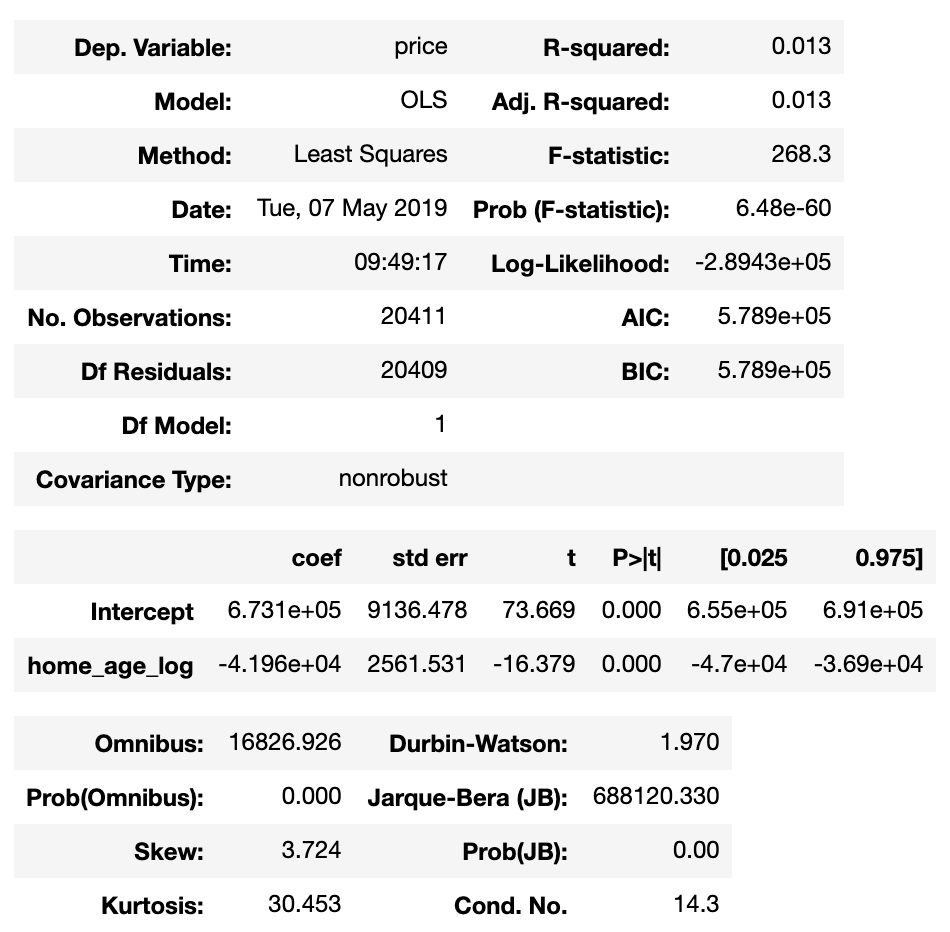 Dep. Variable: price R-squared: 0.013
Model: OLS Adj. R-squared: 0.013
Method: Least Squares F-statistic: 268.3
Date: Tue, 07 May 2019 Prob (F-statistic): 6.48e-60
Time: 09:49:17 Log-Likelihood: -2.8943e+05
No. Observations: 20411 AIC: 5.789e+05
Df Residuals: 20409 BIC: 5.789e+05
Df Model: 1
Covariance Type: nonrobust
coef std err t P>|t| [0.025 0.975]
Intercept 6.731e+05 9136.478 73.669 0.000 6.55e+05 6.91e+05
home_age_log -4.196e+04 2561.531 -16.379 0.000 -4.7e+04 -3.69e+04
Omnibus: 16826.926 Durbin-Watson: 1.970
Prob(Omnibus): 0.000 Jarque-Bera (JB): 688120.330
Skew: 3.724 Prob(JB): 0.00
Kurtosis: 30.453 Cond. No. 14.3